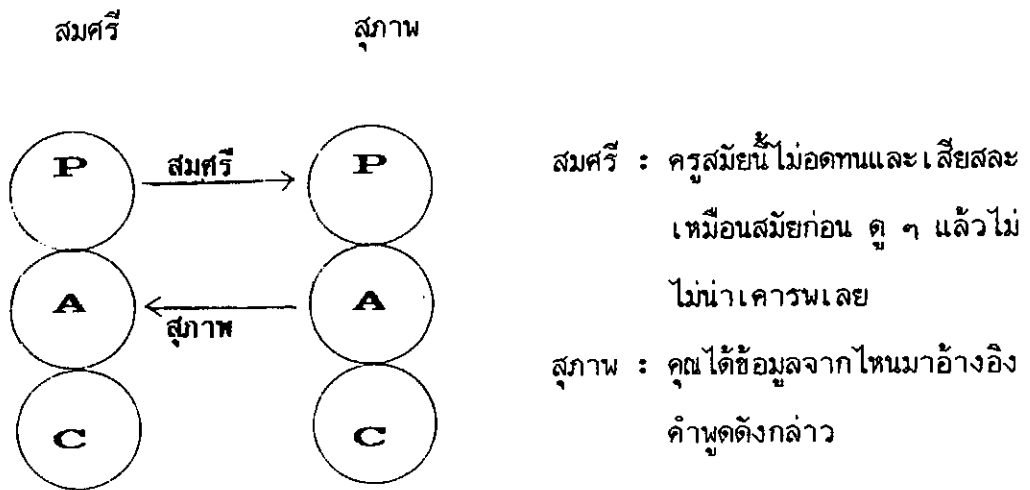 สมศรี
สุภาพ
P
สมศรี
P
A
สุภาพ
A
C
C
สมศรี : ครูสมัยนี้ไม่อดทนและเสียสละ
เหมือนสมัยก่อน ดู ๆ แล้วไม่
ไม่น่าเคารพเลย
สุภาพ : คุณได้ข้อมูลจากไหนมาอ้างอิง
คำพูดดังกล่าว